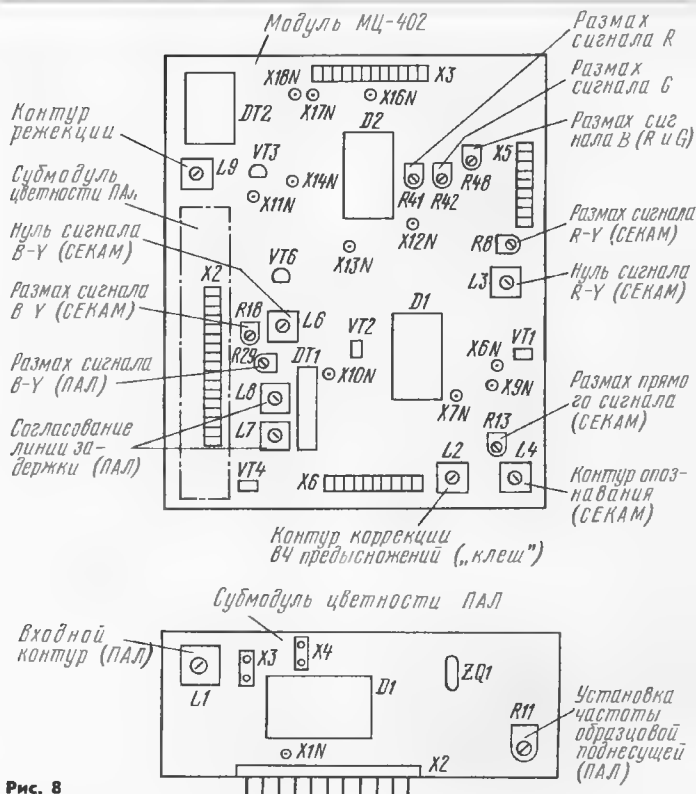 Модуль МЦ-402
Размах
сигнала R
Размах
сигнала G
Размах сиг
нала B (R и G)
X18N
X17N
X16N
X3
DT2
D2
X5
Контур
режекции
L9
VT3
X14N
X11N
R41
R42
R48
X12N
Субмодуль
цветности ПАЛ
Нуль сигнала
B-Y (СЕКАМ)
Размах сигнала
B Y (СЕКАМ)
Размах сигнала
B-Y (ПАЛ)
Согласование
линии за-
держки (ПАЛ)
X13N
VT6
X2
R18
L6
R29
DT1
L8
L7
VT4
VT2
X10N
D1
X6
R8
L3
Размах сигнала
R-Y (СЕКАМ)
Нуль сигнала
R-Y (СЕКАМ)
X6N
VT1
X9N
X7N
R13
L2
L4
Размах прямо
го сигнала
(СЕКАМ)
Контур опоз-
навания
(СЕКАМ)
Контур коррекции
ВЧ предысножений („клеш")
Субмодуль цветности ПАЛ
Входной
контур (ПАЛ)
L1
X3
X4
D1
ZQ1
R11
X1N
X2
Установка
частоты
образцовой
поднесущей
(ПАЛ)
Рис. 8